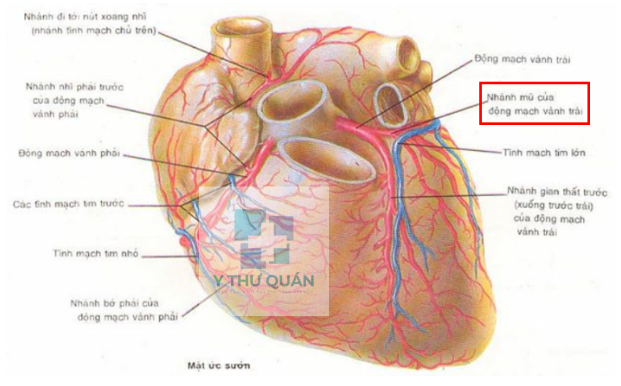 Nhánh đi tới nút xoang nhĩ
(nhánh tĩnh mạch chủ trên)
Nhánh nhĩ phải trước
của động mạch
vành phải
Động mạch vành phải
Các tĩnh mạch tim trước
Tĩnh mạch tim nhỏ
Nhánh bờ phải của
động mạch vành phải
Động mạch vành trái
Nhánh mũ của
động mạch vành trái
Tĩnh mạch tim lớn
Nhánh gian thất trước
(xuống trước trái)
của động mạch
vành trái
Y THƯ QUÁN
Mặt ức sườn